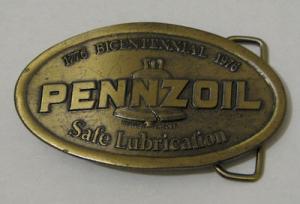 1776 BICENTENNIAL 1976
PENNZOIL
Safe Lubrication